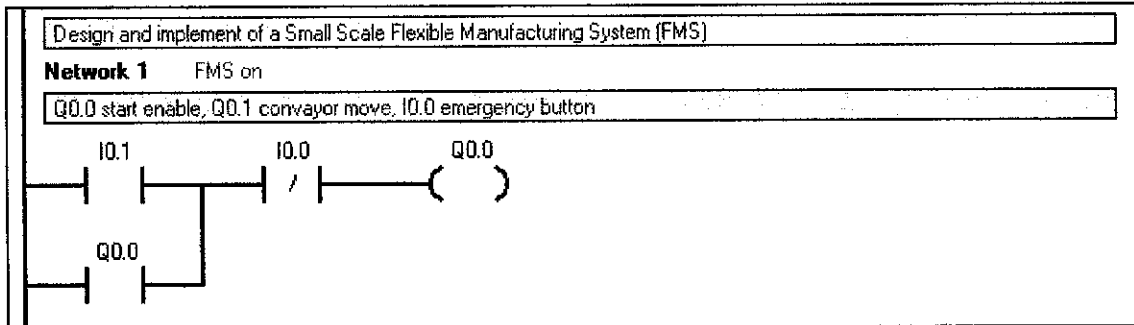 Design and implement of a Small Scale Flexible Manufacturing System (FMS)
Network 1 FMS on
Q0.0 start enable, Q0.1 convayor move, I0.0 emergency button
I0.1 I0.0 Q0.0
/
Q0.0